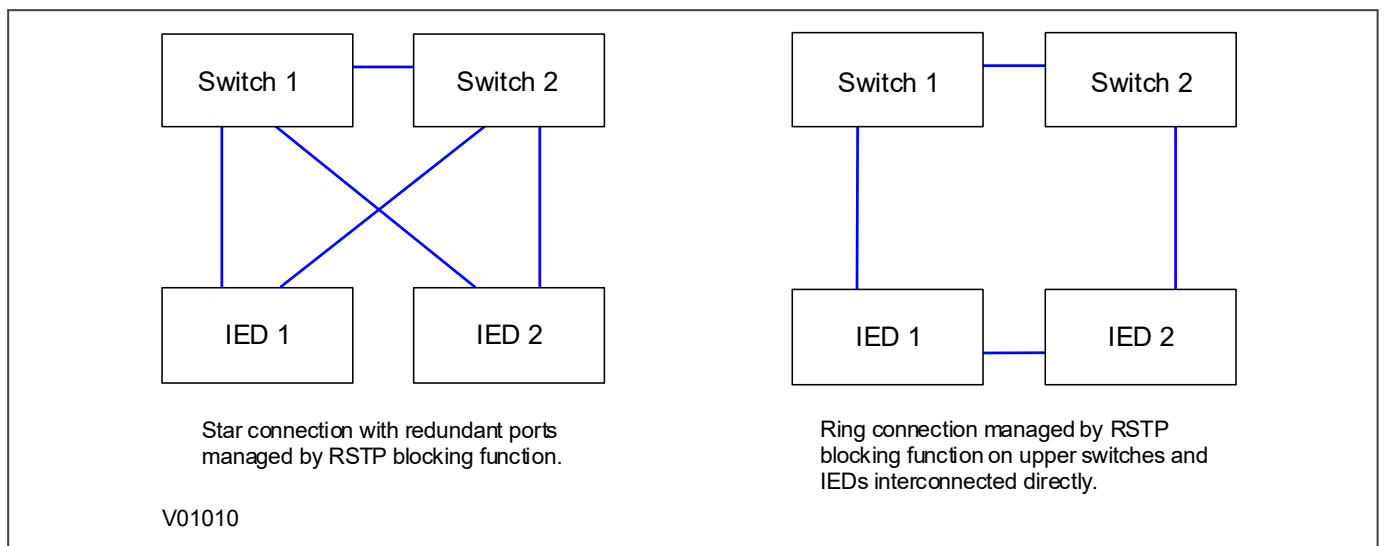 Switch 1
Switch 2
IED 1
IED 2
Star connection with redundant ports
managed by RSTP blocking function.
Switch 1
Switch 2
IED 1
IED 2
Ring connection managed by RSTP
blocking function on upper switches and
IEDs interconnected directly.
V01010